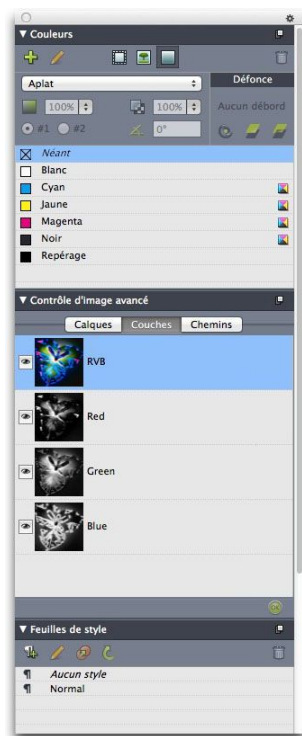 Couleurs
Aplat
Défonce
100%
100%
Aucun débord
#1
#2
0°
Néant
Blanc
Cyan
Jaune
Magenta
Noir
Repérage
Contrôle d'image avancé
Calques Couches Chemins
RVB
Red
Green
Blue
Feuilles de style
Aucun style
Normal